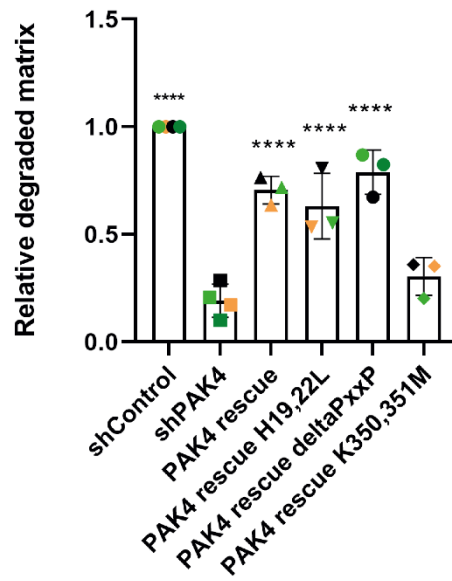 Relative degraded matrix
1.5
1.0
0.5
0.0
****
****
****
****
shControl
shPAK4
PAK4 rescue
PAK4 rescue H19,22L
PAK4 rescue deltaPxxP
PAK4 rescue K350,351M